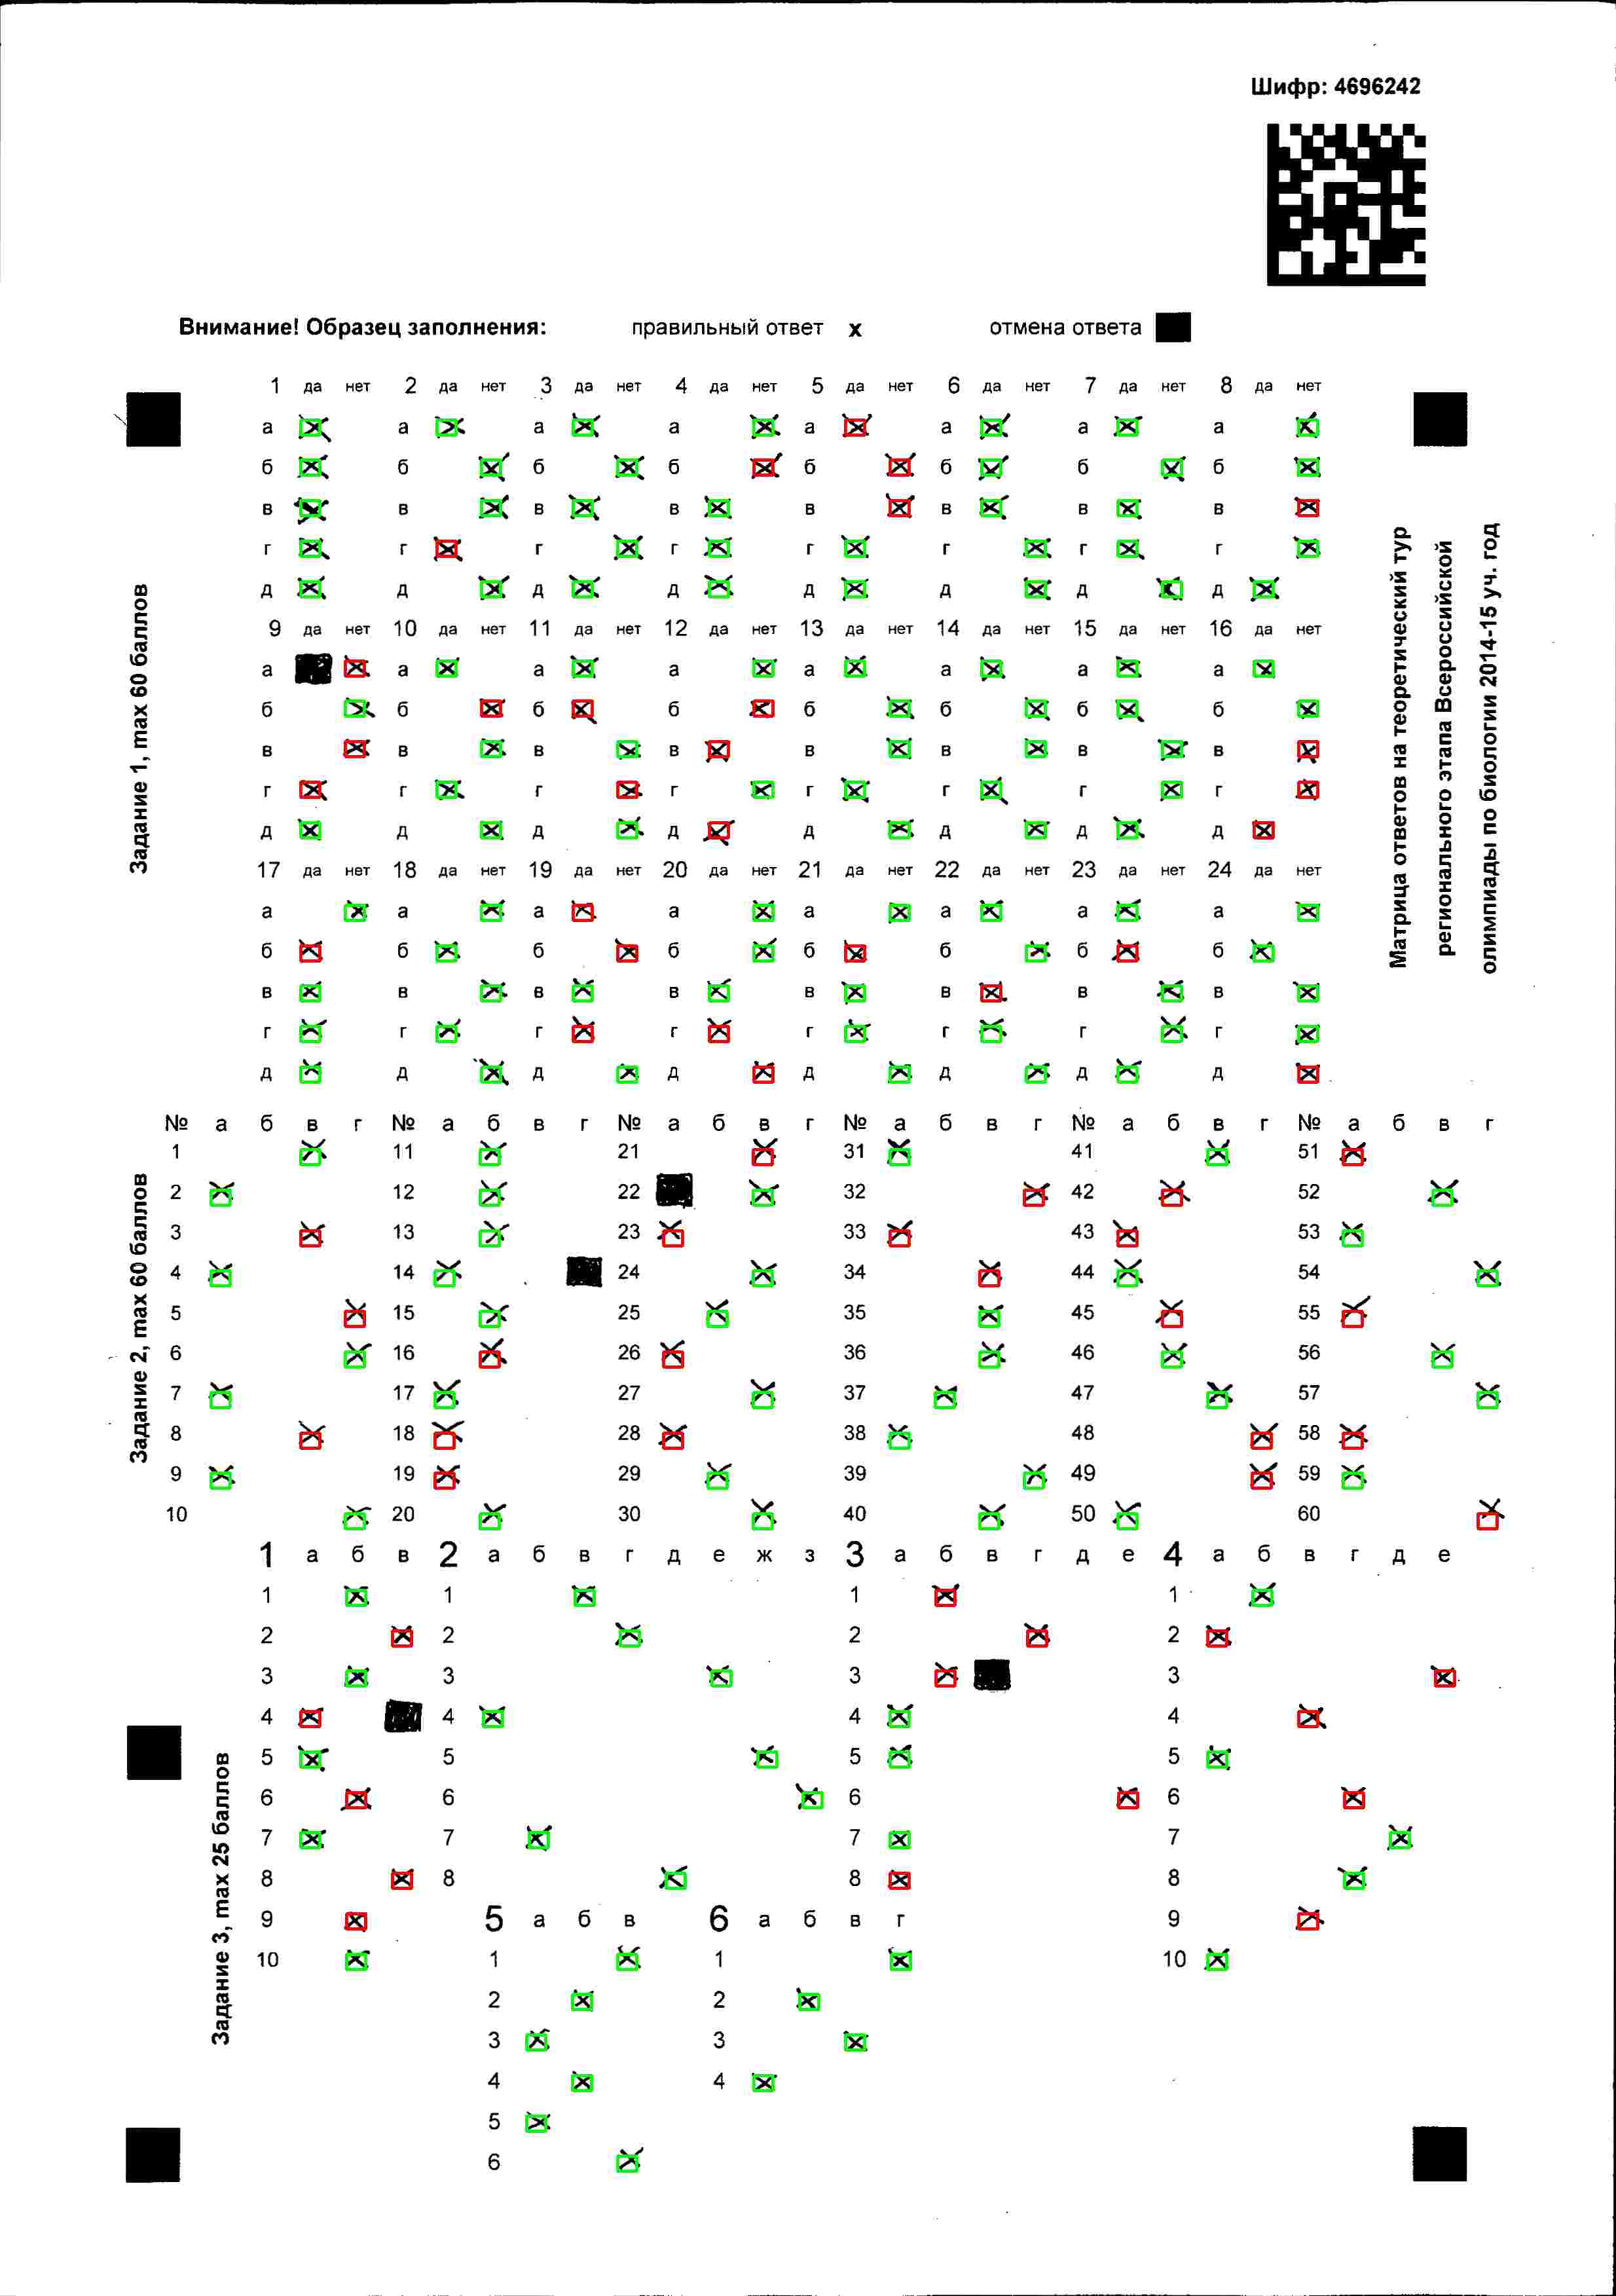 Шифр: 4696242
Внимание! Образец заполнения: правильный ответ x отмена ответа
1 да нет 2 да нет 3 да нет 4 да нет 5 да нет 6 да нет 7 да нет 8 да нет
а а а а а а а а
б б б б б б б б
в в в в в в в в
г г г г г г г г
д д д д д д д д
9 да нет 10 да нет 11 да нет 12 да нет 13 да нет 14 да нет 15 да нет 16 да нет
а а а а а а а а
б б б б б б б б
в в в в в в в в
г г г г г г г г
д д д д д д д д
17 да нет 18 да нет 19 да нет 20 да нет 21 да нет 22 да нет 23 да нет 24 да нет
а а а а а а а а
б б б б б б б б
в в в в в в в в
г г г г г г г г
д д д д д д д д
Задание 1, max 60 баллов
Матрица ответов на теоретический тур
регионального этапа Всероссийской
олимпиады по биологии 2014-15 уч. год
№ а б в г № а б в г № а б в г № а б в г № а б в г № а б в г
1 11 21 31 41 51
2 12 22 32 42 52
3 13 23 33 43 53
4 14 24 34 44 54
5 15 25 35 45 55
6 16 26 36 46 56
7 17 27 37 47 57
8 18 28 38 48 58
9 19 29 39 49 59
10 20 30 40 50 60
Задание 2, max 60 баллов
1 а б в 2 а б в г д е ж з 3 а б в г д е 4 а б в г д е
1 1 1 1
2 2 2 2
3 3 3 3
4 4 4 4
5 5 5 5
6 6 6 6
7 7 7 7
8 8 8 8
9 5 а б в 6 а б в г 9
10 1 1 10
2 2
3 3
4 4
5
6
Задание 3, max 25 баллов